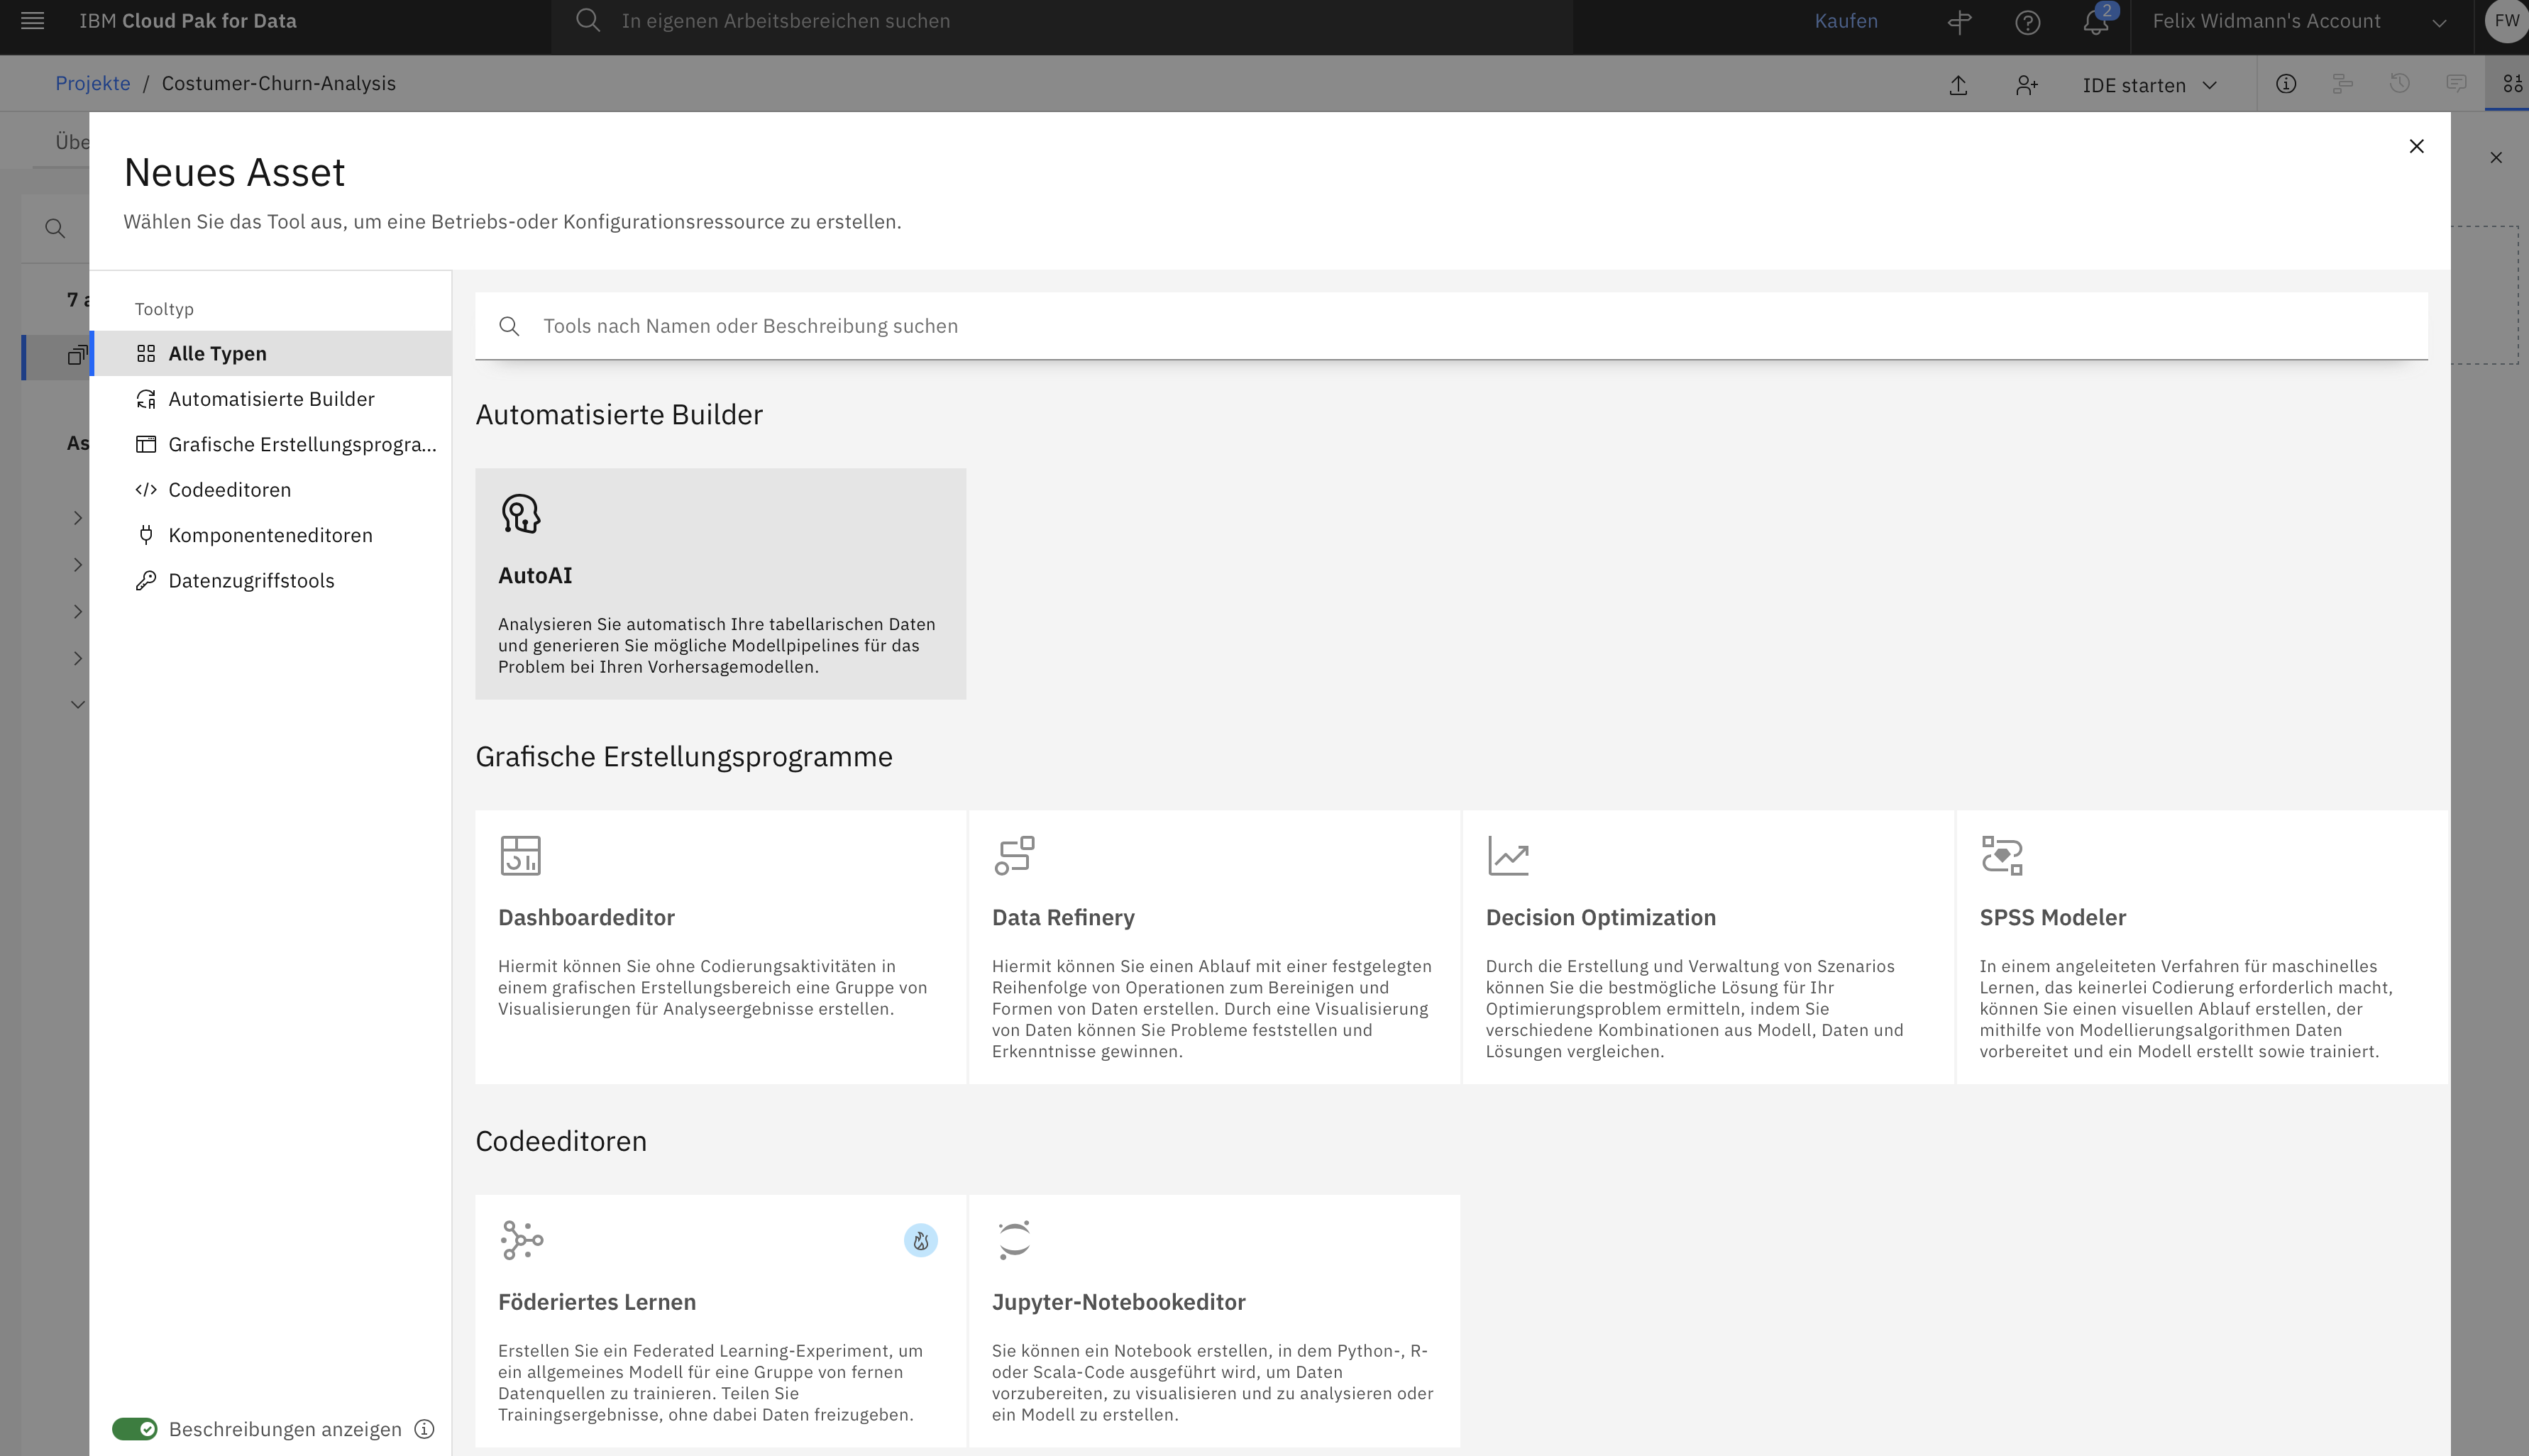 IBM Cloud Pak for Data
In eigenen Arbeitsbereichen suchen
Kaufen
2
Felix Widmann's Account
FW
Projekte / Costumer-Churn-Analysis
IDE starten
Übe
Neues Asset
Wählen Sie das Tool aus, um eine Betriebs-oder Konfigurationsressource zu erstellen.
7 a
As
Tooltyp
Alle Typen
Automatisierte Builder
Grafische Erstellungsprogra...
Codeeditoren
Komponenteneditoren
Datenzugriffstools
Beschreibungen anzeigen
Tools nach Namen oder Beschreibung suchen
Automatisierte Builder
AutoAI
Analysieren Sie automatisch Ihre tabellarischen Daten
und generieren Sie mögliche Modellpipelines für das
Problem bei Ihren Vorhersagemodellen.
Grafische Erstellungsprogramme
Dashboardeditor
Hiermit können Sie ohne Codierungsaktivitäten in
einem grafischen Erstellungsbereich eine Gruppe von
Visualisierungen für Analyseergebnisse erstellen.
Data Refinery
Hiermit können Sie einen Ablauf mit einer festgelegten
Reihenfolge von Operationen zum Bereinigen und
Formen von Daten erstellen. Durch eine Visualisierung
von Daten können Sie Probleme feststellen und
Erkenntnisse gewinnen.
Decision Optimization
Durch die Erstellung und Verwaltung von Szenarios
können Sie die bestmögliche Lösung für Ihr
Optimierungsproblem ermitteln, indem Sie
verschiedene Kombinationen aus Modell, Daten und
Lösungen vergleichen.
SPSS Modeler
In einem angeleiteten Verfahren für maschinelles
Lernen, das keinerlei Codierung erforderlich macht,
können Sie einen visuellen Ablauf erstellen, der
mithilfe von Modellierungsalgorithmen Daten
vorbereitet und ein Modell erstellt sowie trainiert.
Codeeditoren
Föderiertes Lernen
Erstellen Sie ein Federated Learning-Experiment, um
ein allgemeines Modell für eine Gruppe von fernen
Datenquellen zu trainieren. Teilen Sie
Trainingsergebnisse, ohne dabei Daten freizugeben.
Jupyter-Notebookeditor
Sie können ein Notebook erstellen, in dem Python-, R-
oder Scala-Code ausgeführt wird, um Daten
vorzubereiten, zu visualisieren und zu analysieren oder
ein Modell zu erstellen.